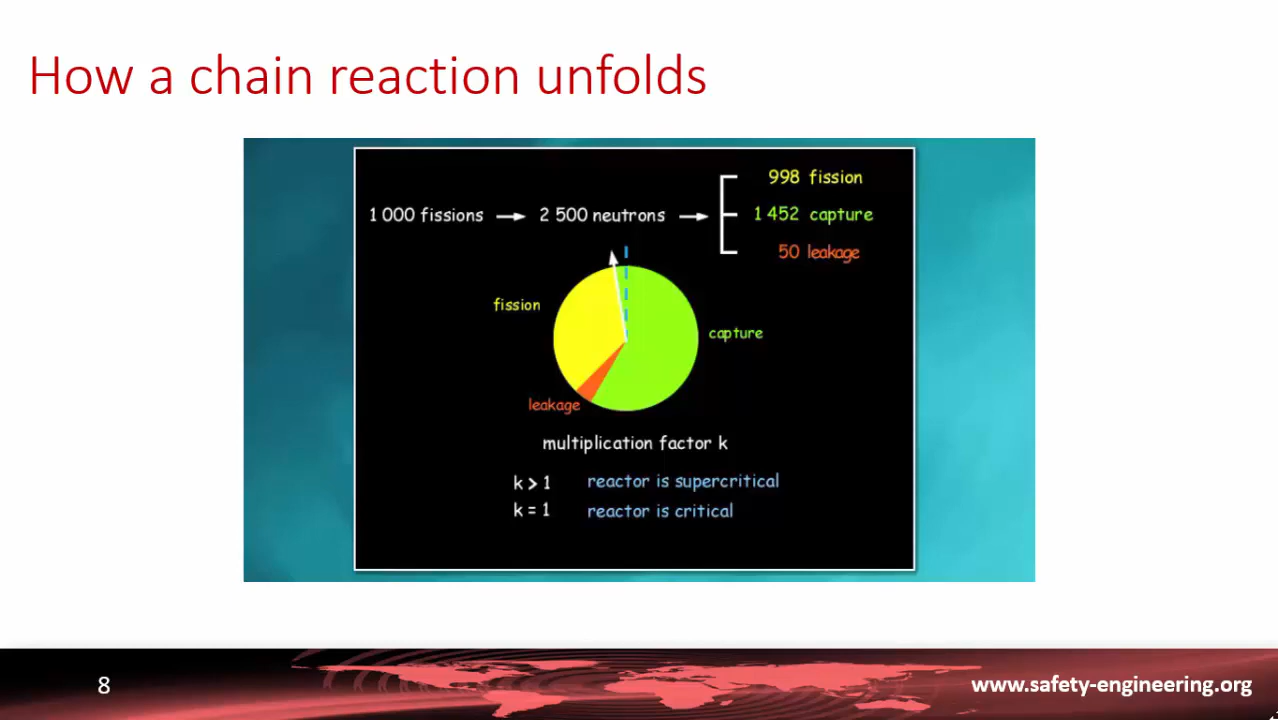 How a chain reaction unfolds
998 fission
1 000 fissions 2 500 neutrons 1 452 capture
50 leakage
fission
capture
leakage
multiplication factor k
k > 1 reactor is supercritical
k = 1 reactor is critical
8 www.safety-engineering.org